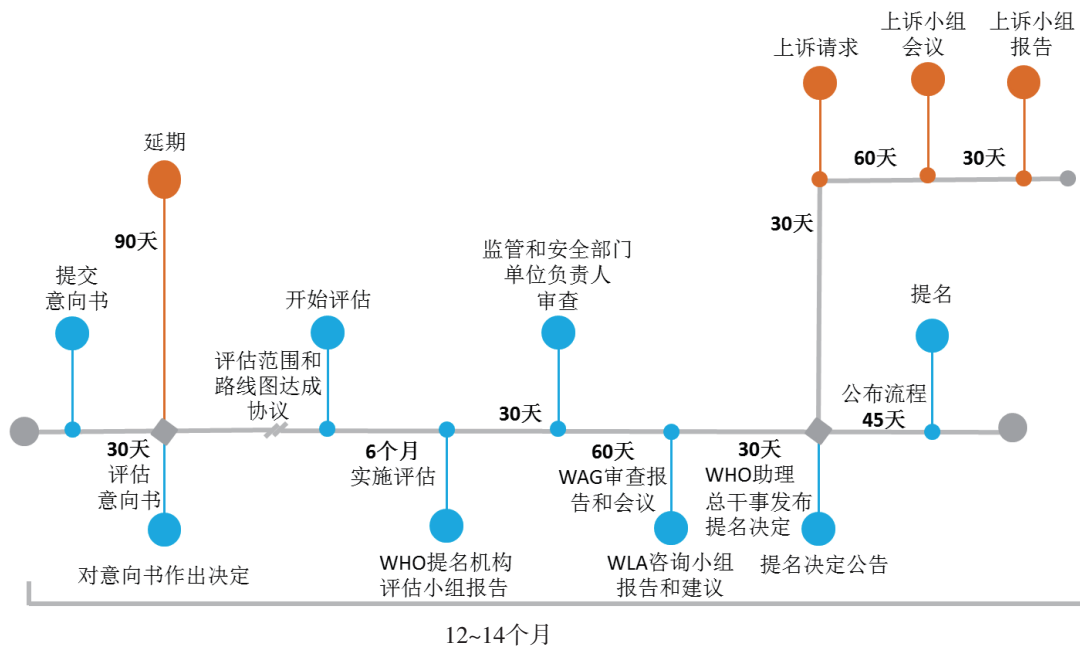 上诉请求
上诉小组
会议
上诉小组
报告
60天
30天
30天
延期
90天
提交
意向书
开始评估
评估范围和
路线图达成
协议
监管和安全部门
单位负责人
审查
30天
提名
公布流程
45天
30天
评估
意向书
对意向书作出决定
6个月
实施评估
WHO提名机构
评估小组报告
60天
WAG审查报
告和会议
WLA咨询小组
报告和建议
30天
WHO助理
总干事发布
提名决定
提名决定公告
12~14个月